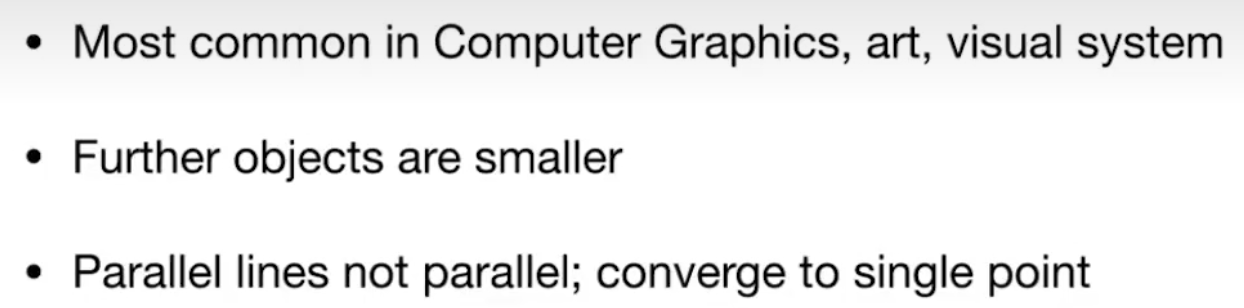 • Most common in Computer Graphics, art, visual system
• Further objects are smaller
• Parallel lines not parallel; converge to single point